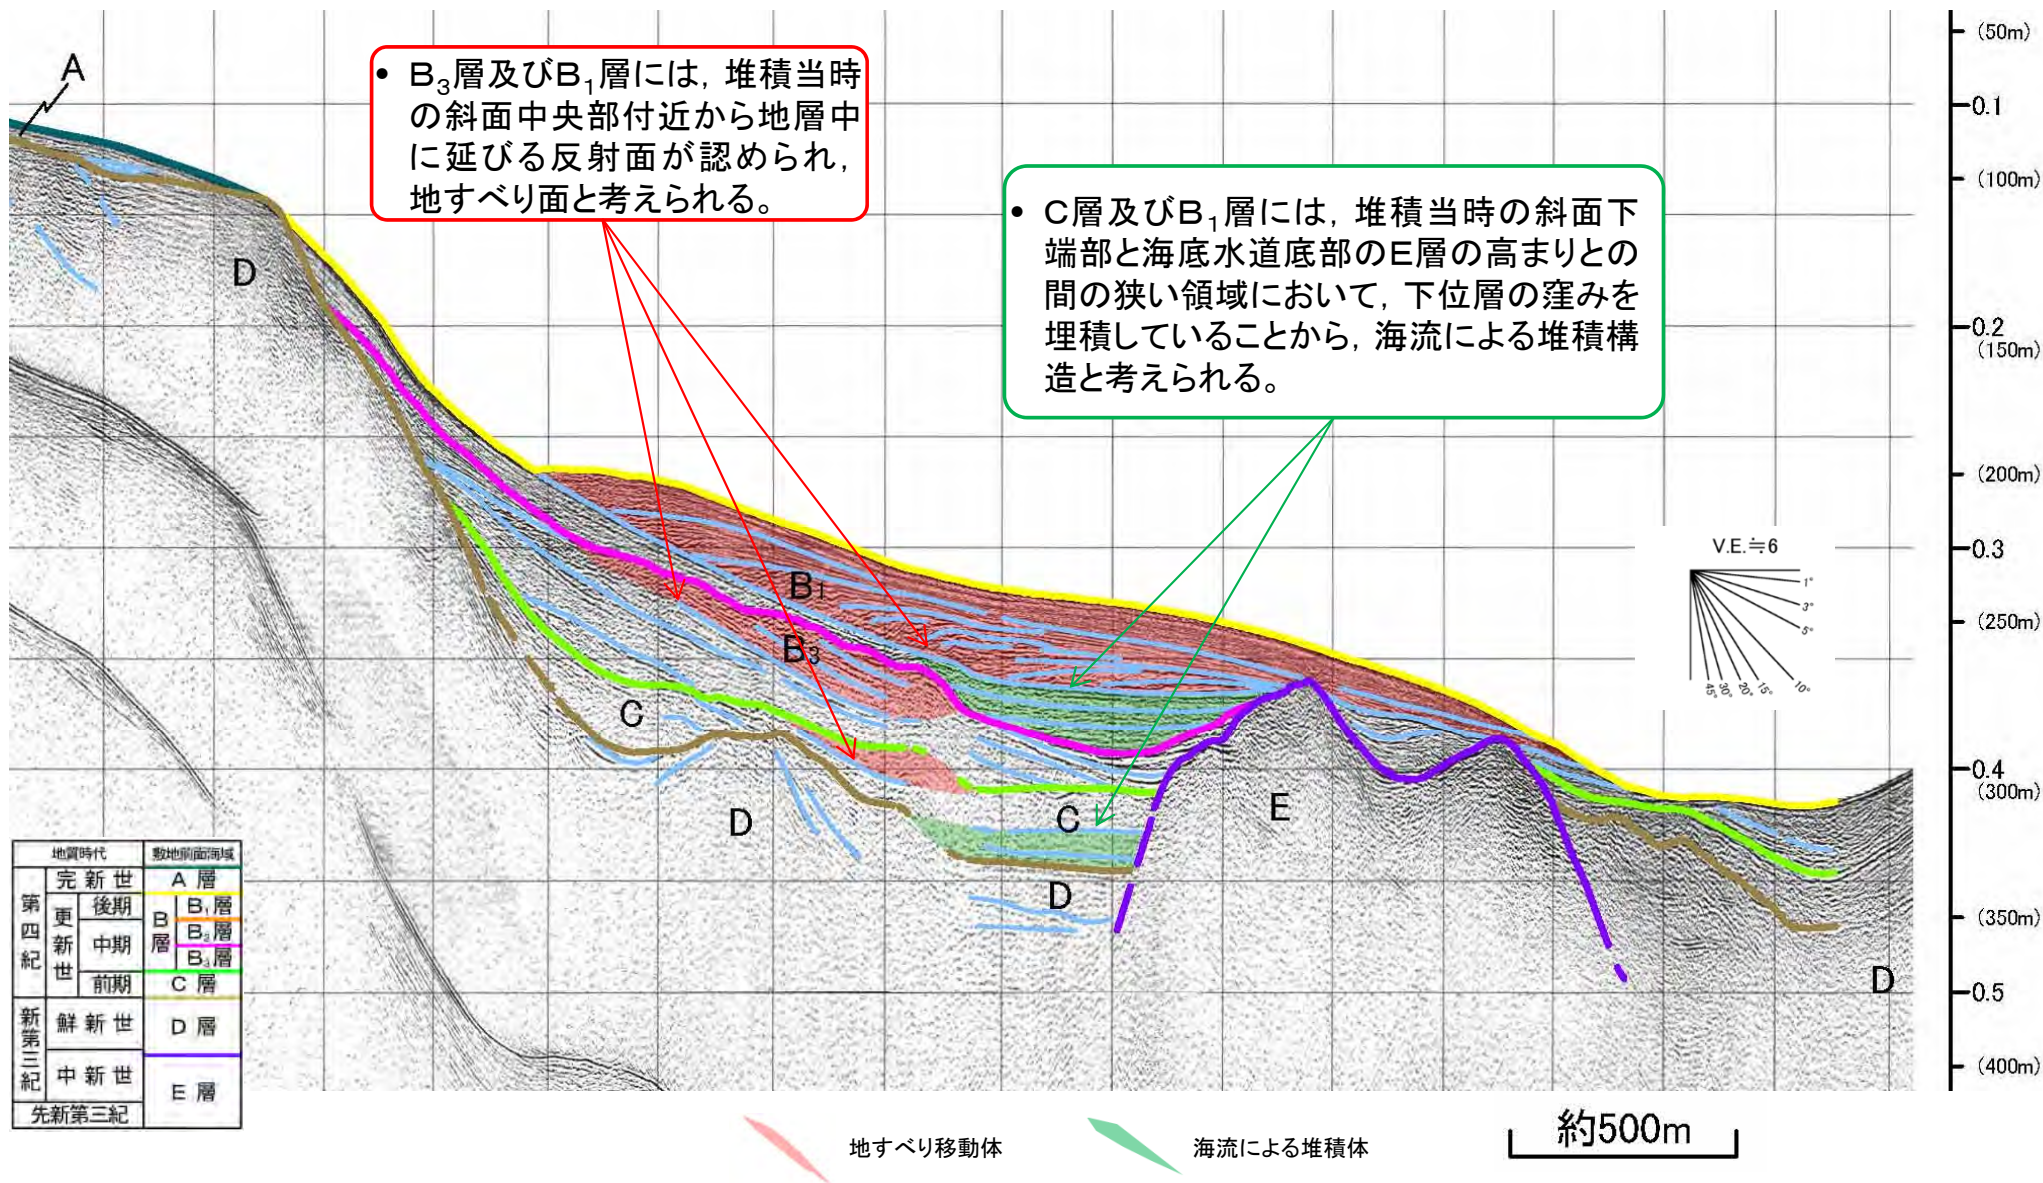 A
• B₃層及びB₁層には，堆積当時
の斜面中央部付近から地層中
に延びる反射面が認められ，
地すべり面と考えられる。
• C層及びB₁層には，堆積当時の斜面下
端部と海底水道底部のE層の高まりとの
間の狭い領域において，下位層の窪みを
埋積していることから，海流による堆積構
造と考えられる。
(50m)
0.1
(100m)
0.2
(150m)
(200m)
0.3
(250m)
0.4
(300m)
(350m)
0.5
(400m)
V.E.≒6
1°
3°
5°
10°
15°
20°
30°
45°
D
B₁
B₃
C
D
C
D
E
D
地質時代 敷地前面海域
第四紀 完新世 A層
更新世 後期 B層 B₁層
中期 B₂層
B₃層
前期 C層
新第三紀 鮮新世 D層
中新世 E層
先新第三紀
地すべり移動体
海流による堆積体
約500m